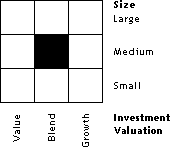 Size
Large
Medium
Small
Value
Blend
Growth
Investment
Valuation